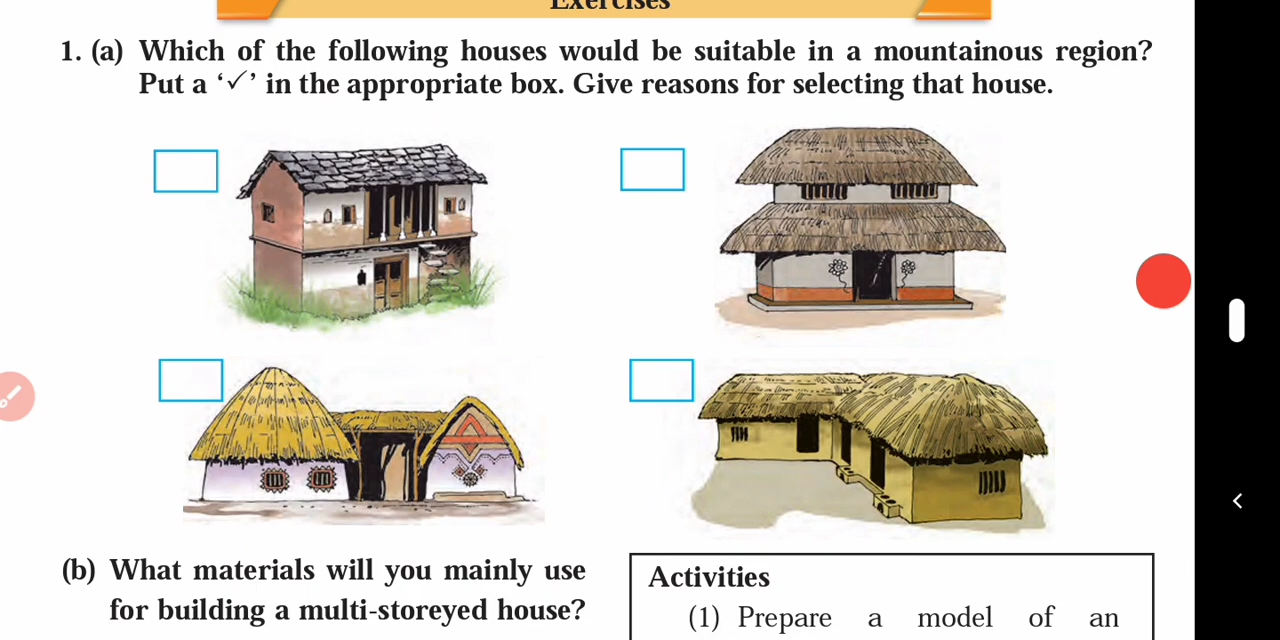 Exercises
1. (a) Which of the following houses would be suitable in a mountainous region?
Put a ‘✓’ in the appropriate box. Give reasons for selecting that house.
(b) What materials will you mainly use
for building a multi-storeyed house?
Activities
(1) Prepare a model of an